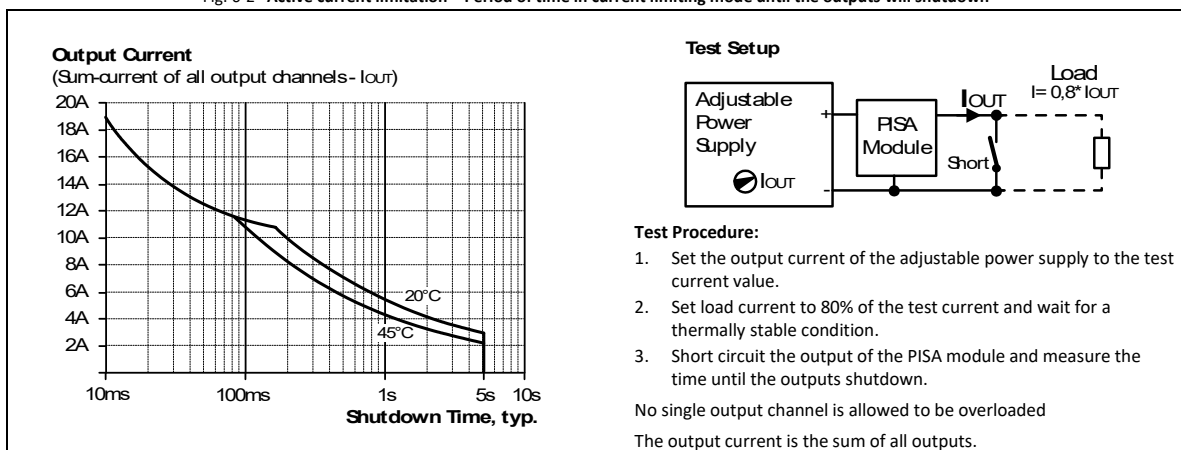 Output Current
(Sum-current of all output channels - IOUT)
20A
18A
16A
14A
12A
10A
8A
6A
4A
2A
20°C
45°C
10ms
100ms
1s
5s
10s
Shutdown Time, typ.
Test Setup
Adjustable
Power
Supply
IOUT
+
-
PISA
Module
IOUT
Short
Load
I= 0,8* IOUT
Test Procedure:
1. Set the output current of the adjustable power supply to the test
current value.
2. Set load current to 80% of the test current and wait for a
thermally stable condition.
3. Short circuit the output of the PISA module and measure the
time until the outputs shutdown.
No single output channel is allowed to be overloaded
The output current is the sum of all outputs.